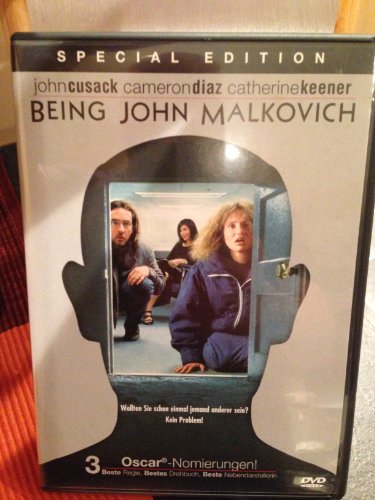 SPECIAL EDITION
johncusack camerondiaz catherinekeener
BEING JOHN MALKOVICH
Wollten Sie schon einmal jemand anderer sein?
Kein Problem!
3 Oscar®-Nomierungen!
Beste Regie, Bestes Drehbuch, Beste Nebendarstellerin
DVD
VIDEO